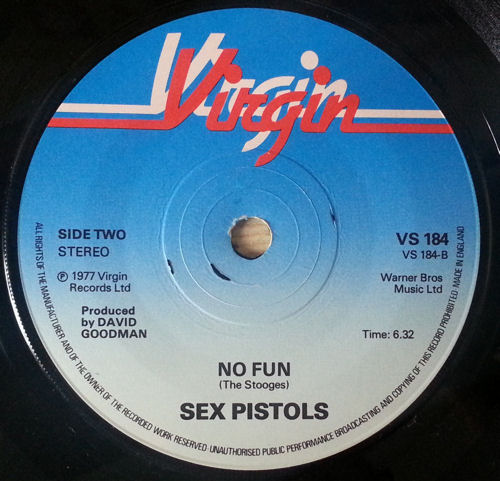 Virgin
SIDE TWO
STEREO
℗ 1977 Virgin
Records Ltd
Produced
by DAVID
GOODMAN
VS 184
VS 184-B
Warner Bros
Music Ltd
Time: 6.32
NO FUN
(The Stooges)
SEX PISTOLS
ALL RIGHTS OF THE MANUFACTURER AND OF THE OWNER OF THE RECORDED WORK RESERVED · UNAUTHORISED PUBLIC PERFORMANCE BROADCASTING AND COPYING OF THIS RECORD PROHIBITED · MADE IN ENGLAND